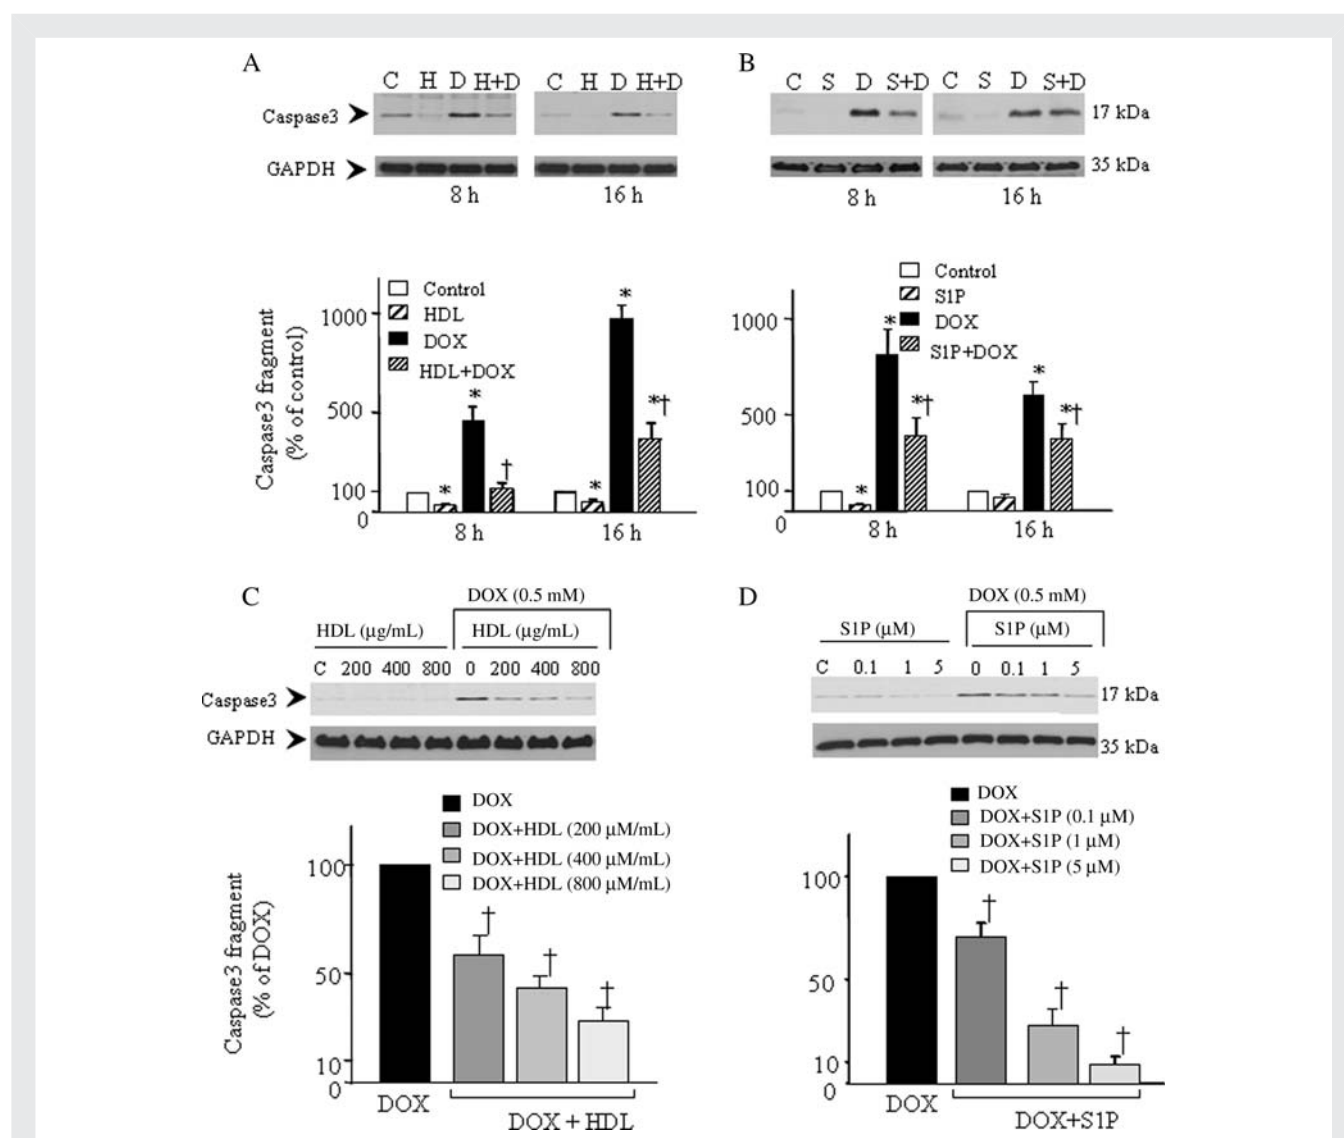 A
C H D H+D C H D H+D
Caspase3
GAPDH
8 h 16 h
B
C S D S+D C S D S+D
17 kDa
35 kDa
8 h 16 h
Caspase3 fragment
(% of control)
1000
500
100
0
Control
HDL
DOX
HDL+DOX
* * † * * *†
8 h 16 h
1000
500
100
0
Control
S1P
DOX
S1P+DOX
* * *† * *†
8 h 16 h
C
DOX (0.5 mM)
HDL (µg/mL) HDL (µg/mL)
C 200 400 800 0 200 400 800
Caspase3
GAPDH
D
DOX (0.5 mM)
S1P (µM) S1P (µM)
C 0.1 1 5 0 0.1 1 5
17 kDa
35 kDa
Caspase3 fragment
(% of DOX)
100
50
10
0
DOX
DOX+HDL (200 µM/mL)
DOX+HDL (400 µM/mL)
DOX+HDL (800 µM/mL)
† † †
DOX
DOX + HDL
100
50
10
0
DOX
DOX+S1P (0.1 µM)
DOX+S1P (1 µM)
DOX+S1P (5 µM)
† † †
DOX
DOX+S1P